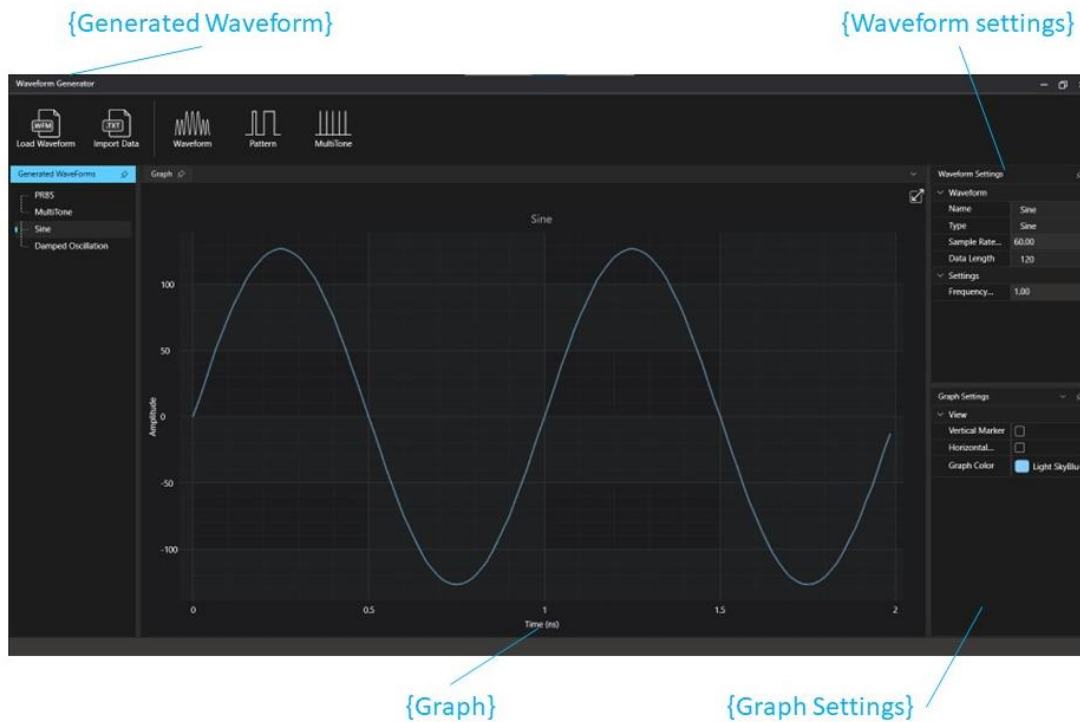 {Generated Waveform}
{Waveform settings}
Waveform Generator
WFM
TXT
Load Waveform
Import Data
Waveform
Pattern
MultiTone
Generated WaveForms
PRBS
MultiTone
Sine
Damped Oscillation
Graph
Sine
100
50
0
-50
-100
Amplitude
0
0.5
1
1.5
2
Time (ns)
Waveform Settings
Waveform
Name Sine
Type Sine
Sample Rate... 60.00
Data Length 120
Settings
Frequency... 1.00
Graph Settings
View
Vertical Marker
Horizontal...
Graph Color Light SkyBlu
{Graph}
{Graph Settings}